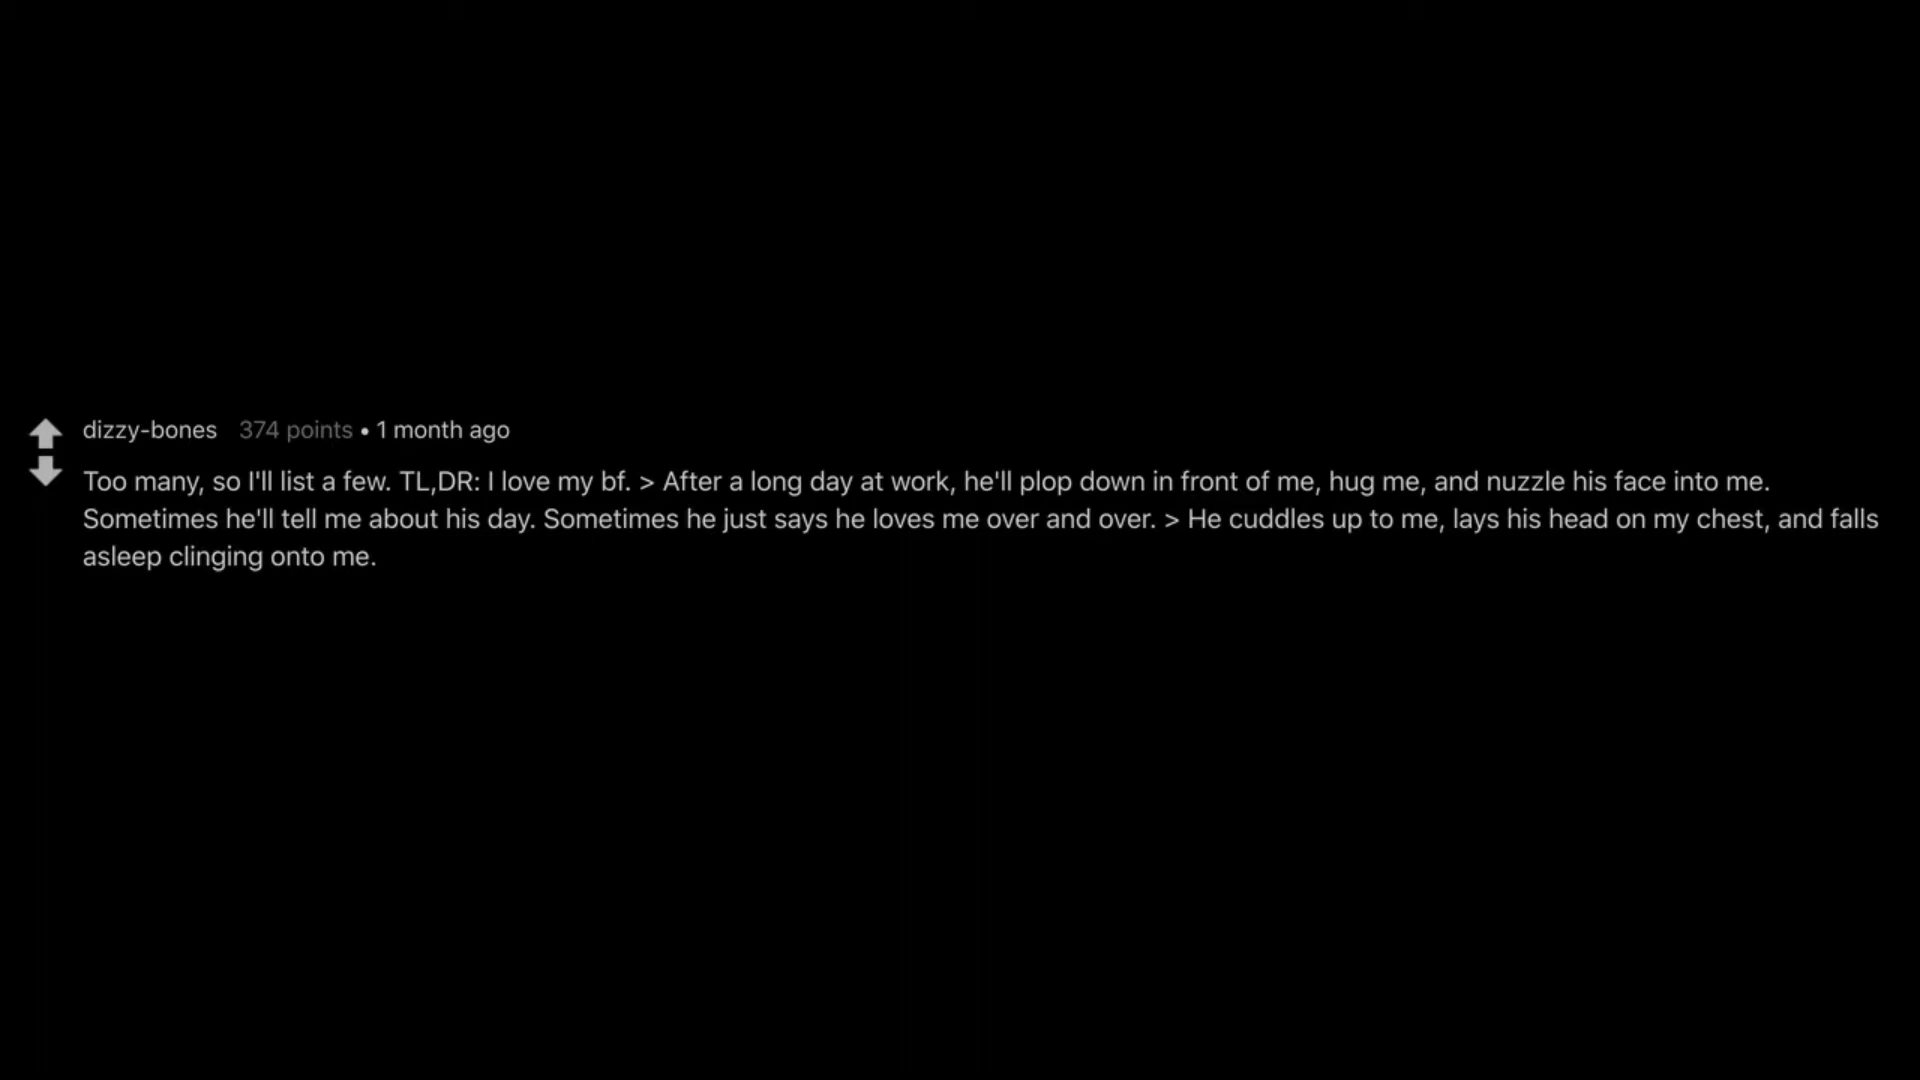 dizzy-bones 374 points • 1 month ago
Too many, so I'll list a few. TL,DR: I love my bf. > After a long day at work, he'll plop down in front of me, hug me, and nuzzle his face into me.
Sometimes he'll tell me about his day. Sometimes he just says he loves me over and over. > He cuddles up to me, lays his head on my chest, and falls
asleep clinging onto me.